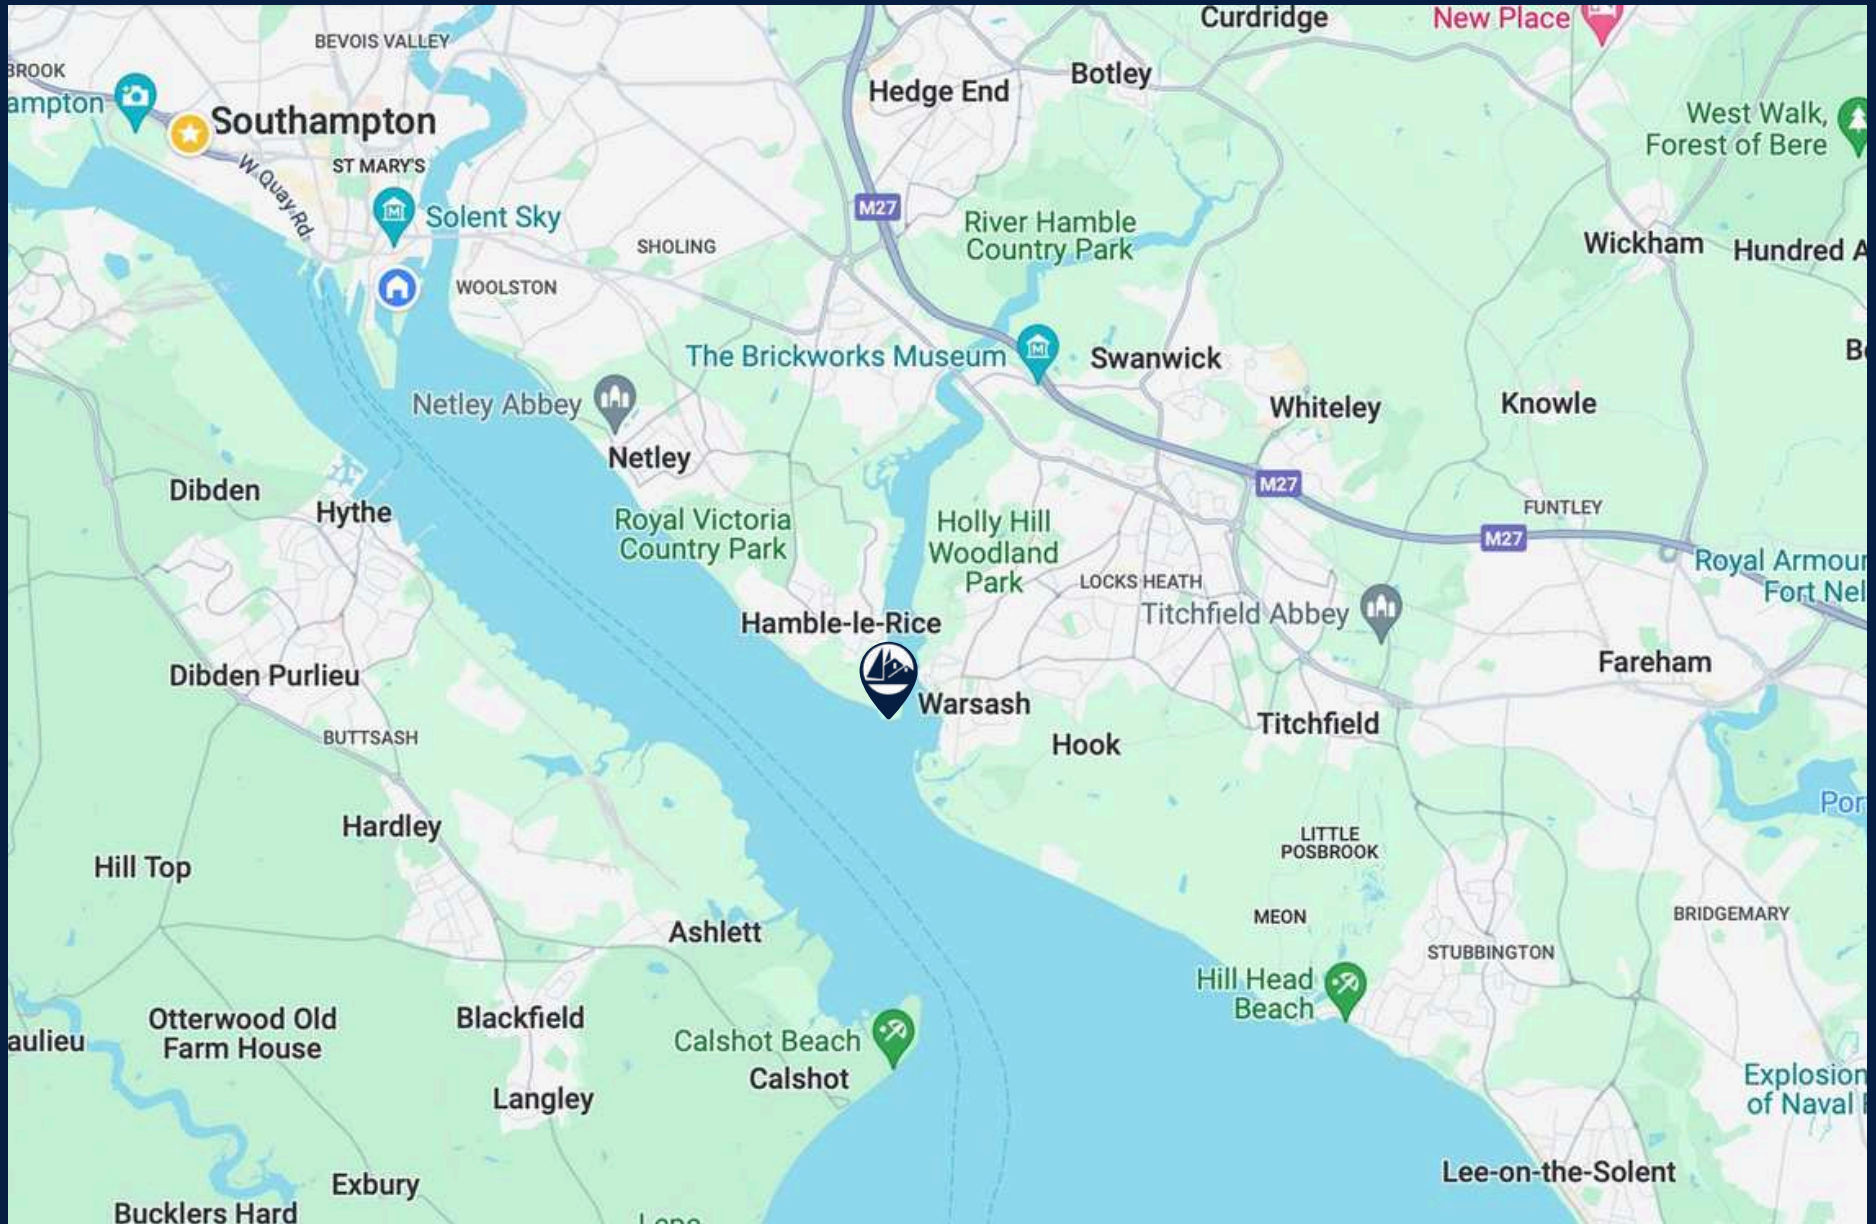 Curdridge
New Place
BEVOIS VALLEY
BROOK
ampton
Hedge End
Botley
Southampton
West Walk,
Forest of Bere
W. Quay Rd
ST MARY'S
Solent Sky
M27
River Hamble
Country Park
SHOLING
Wickham
Hundred A
WOOLSTON
The Brickworks Museum
Swanwick
Netley Abbey
Whiteley
Knowle
Netley
M27
Dibden
Hythe
FUNTLEY
M27
Royal Victoria
Country Park
Holly Hill
Woodland
Park
LOCKS HEATH
Royal Armour
Fort Nel
Titchfield Abbey
Hamble-le-Rice
Dibden Purlieu
Fareham
Warsash
Titchfield
Hook
BUTTSASH
Por
Hardley
LITTLE
POSBROOK
Hill Top
MEON
BRIDGEMARY
Ashlett
STUBBINGTON
Hill Head
Beach
Otterwood Old
Farm House
Blackfield
aulieu
Calshot Beach
Calshot
Explosion
of Naval
Langley
Lee-on-the-Solent
Exbury
Bucklers Hard